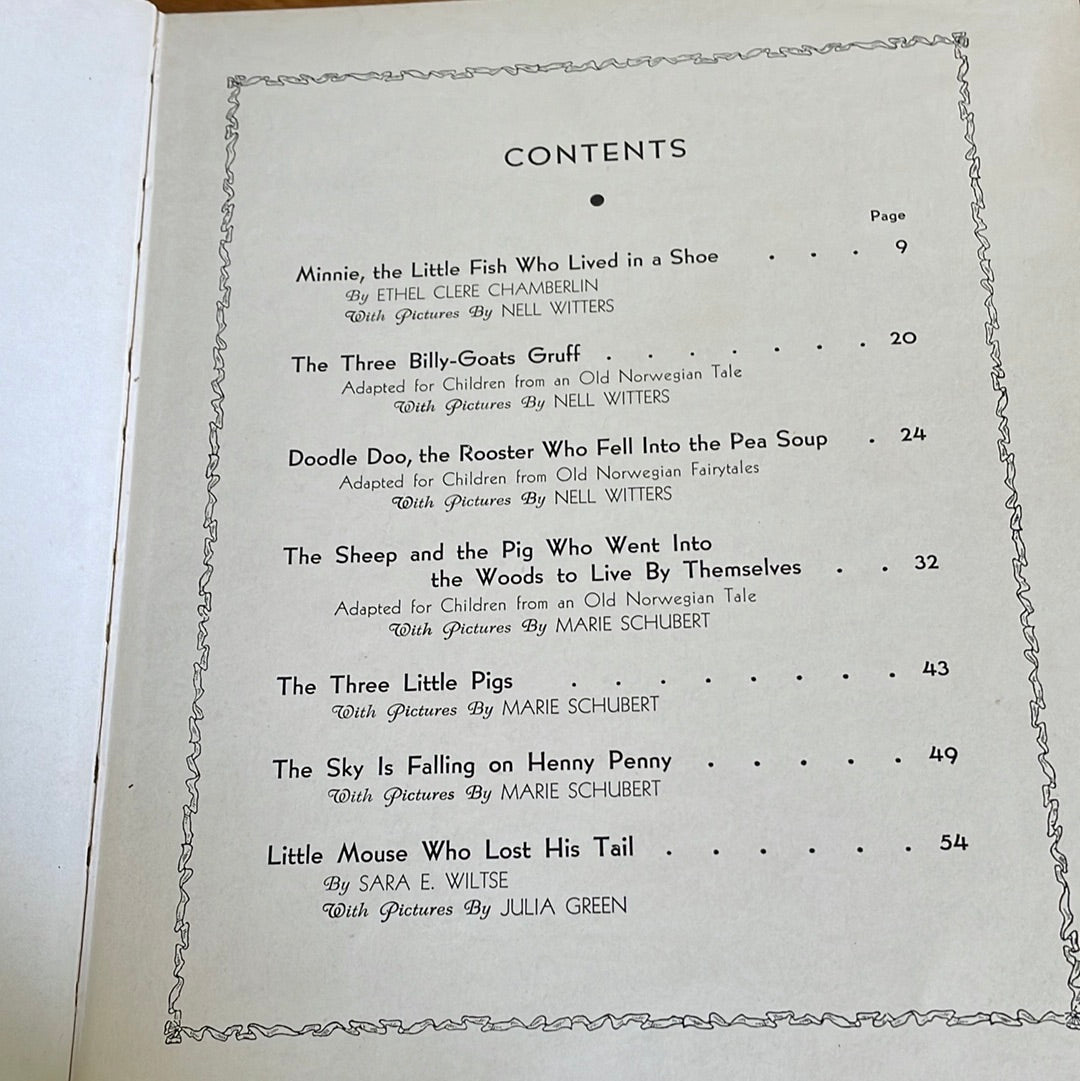 CONTENTS
Page
Minnie, the Little Fish Who Lived in a Shoe . . . 9
By ETHEL CLERE CHAMBERLIN
With Pictures By NELL WITTERS
The Three Billy-Goats Gruff . . . . . . . 20
Adapted for Children from an Old Norwegian Tale
With Pictures By NELL WITTERS
Doodle Doo, the Rooster Who Fell Into the Pea Soup . 24
Adapted for Children from Old Norwegian Fairytales
With Pictures By NELL WITTERS
The Sheep and the Pig Who Went Into
the Woods to Live By Themselves . . 32
Adapted for Children from an Old Norwegian Tale
With Pictures By MARIE SCHUBERT
The Three Little Pigs . . . . . . . . 43
With Pictures By MARIE SCHUBERT
The Sky Is Falling on Henny Penny . . . . . 49
With Pictures By MARIE SCHUBERT
Little Mouse Who Lost His Tail . . . . . . 54
By SARA E. WILTSE
With Pictures By JULIA GREEN